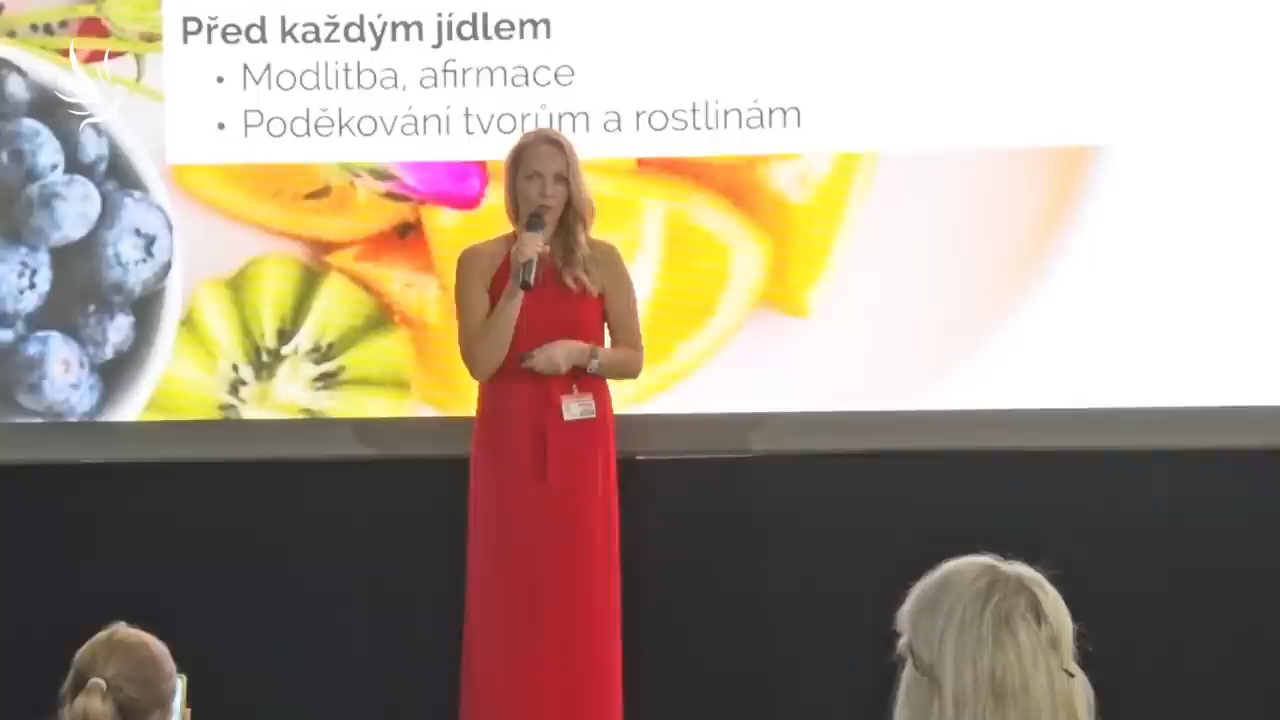 Před každým jídlem
• Modlitba, afirmace
• Poděkování tvorům a rostlinám